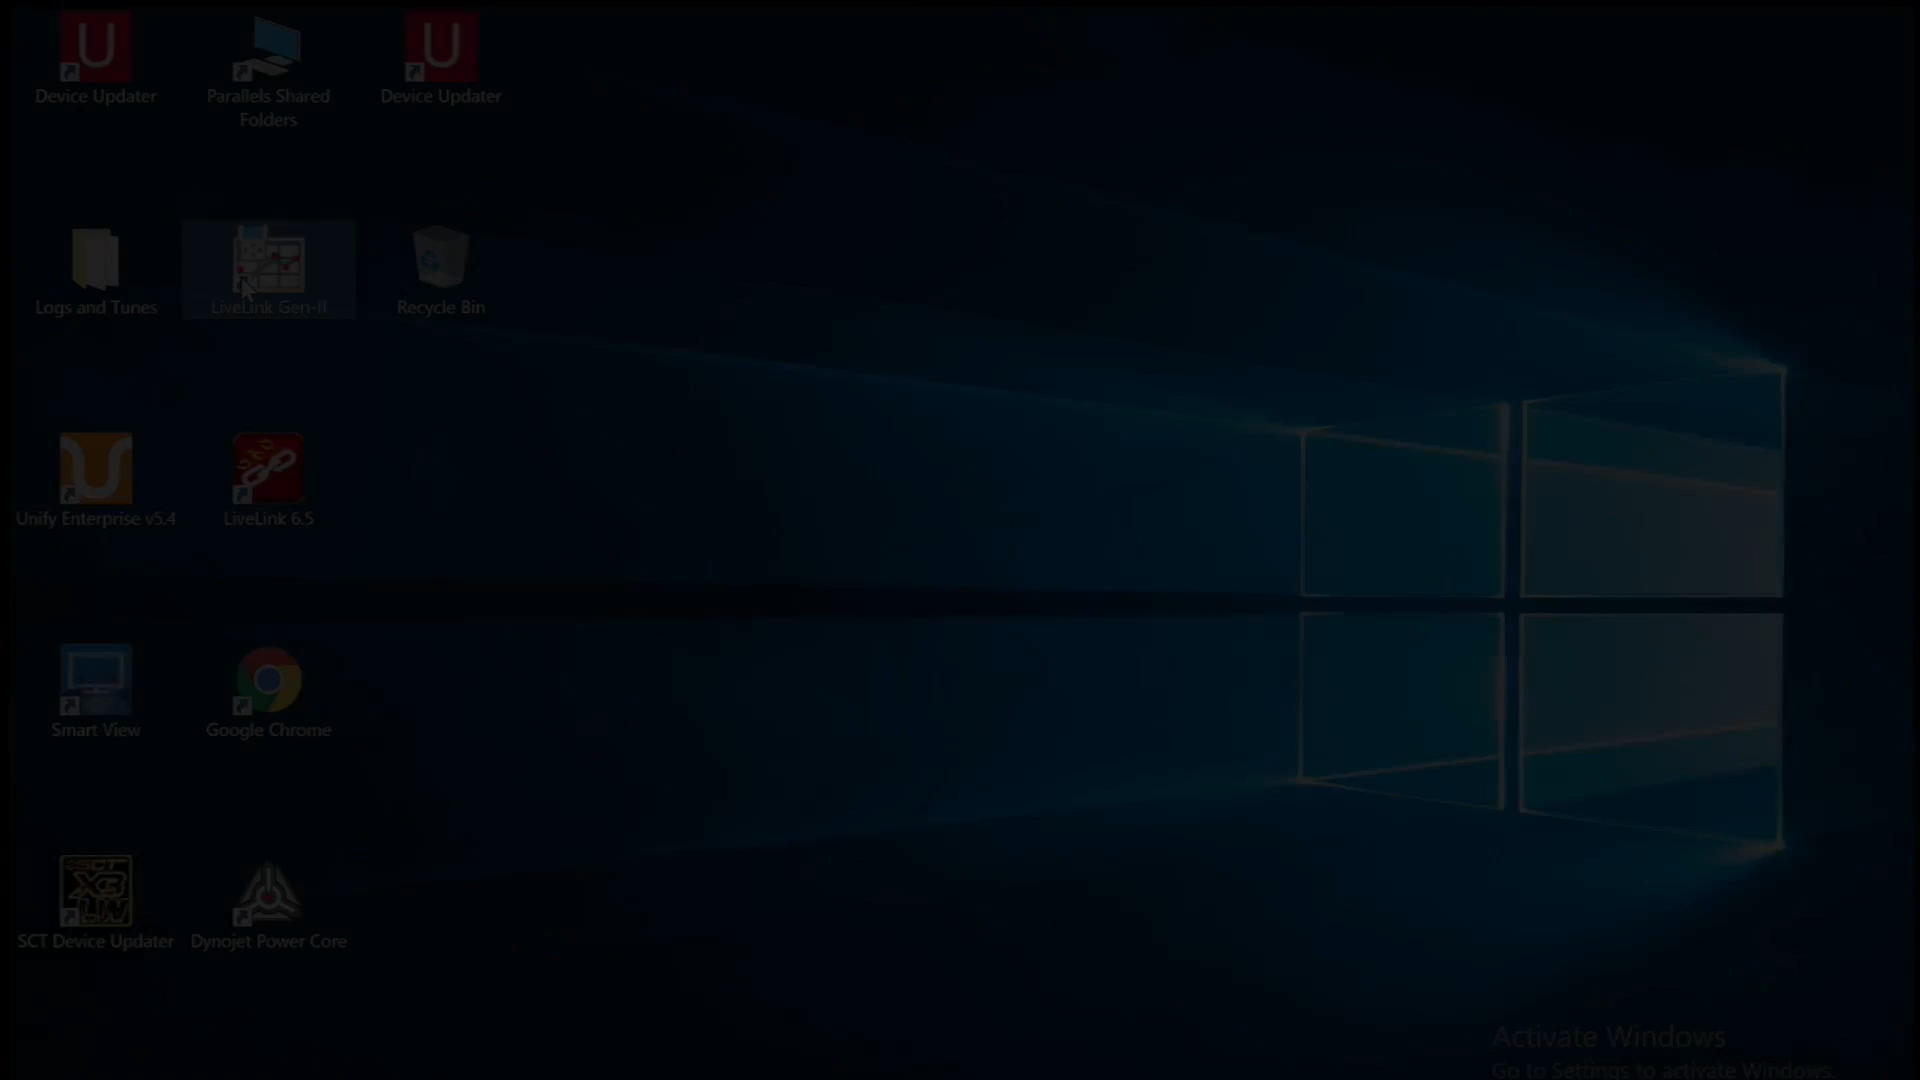 U
Device Updater
Parallels Shared
Folders
U
Device Updater
Logs and Tunes
LiveLink Gen-II
Recycle Bin
Unify Enterprise v5.4
LiveLink 6.5
Smart View
Google Chrome
SCT
X3
SCT Device Updater
Dynojet Power Core
Activate Windows
Go to Settings to activate Windows.